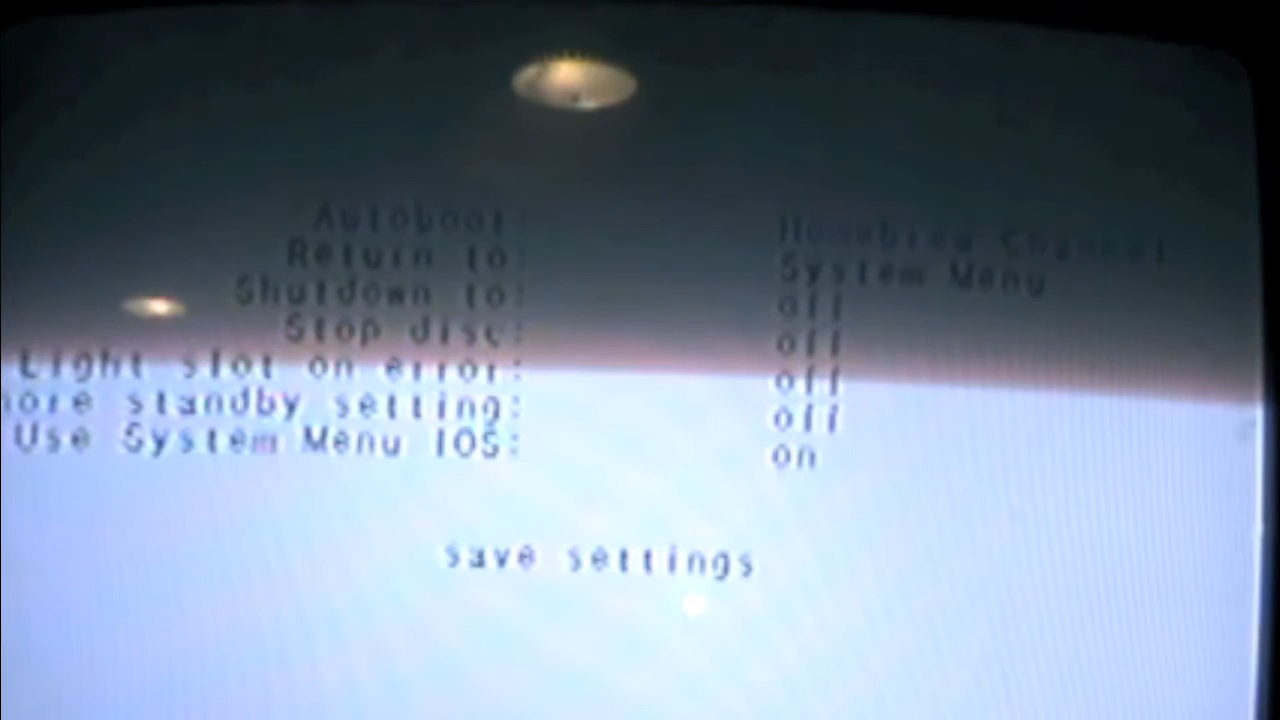 Autoboot: Homebrew Channel
Return to: System Menu
Shutdown to: off
Stop disc: off
Light slot on error: off
ore standby setting: off
Use System Menu IOS: on
save settings